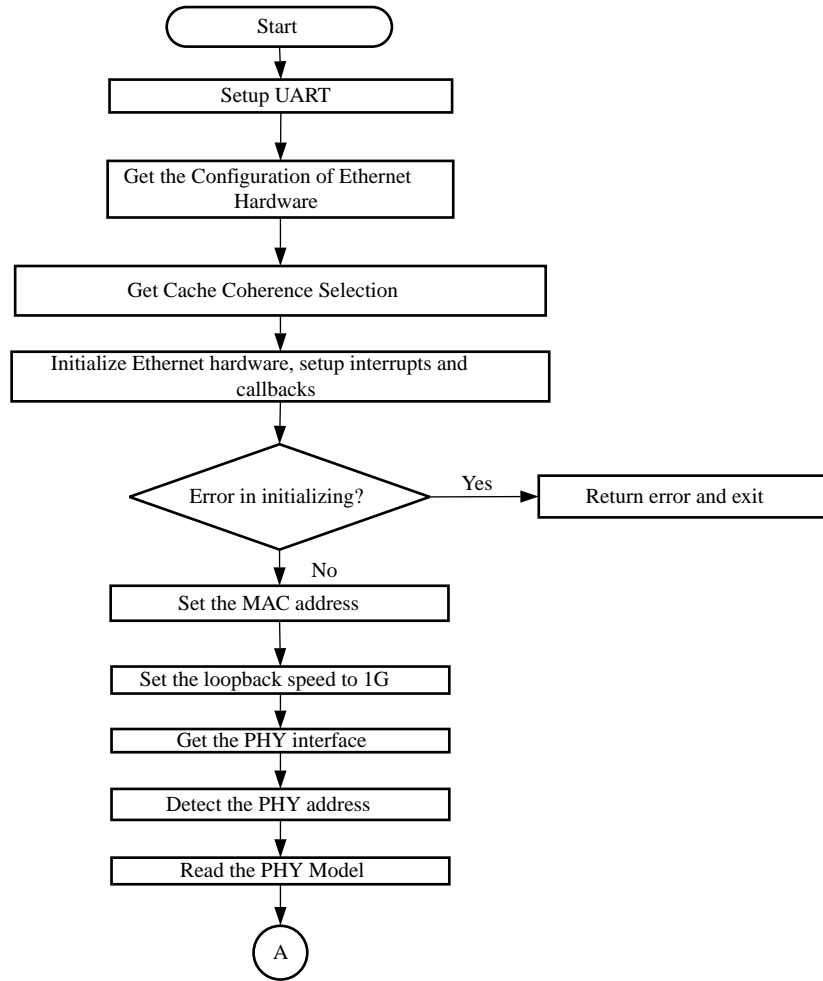 Start
Setup UART
Get the Configuration of Ethernet
Hardware
Get Cache Coherence Selection
Initialize Ethernet hardware, setup interrupts and
callbacks
Error in initializing?
Yes
Return error and exit
No
Set the MAC address
Set the loopback speed to 1G
Get the PHY interface
Detect the PHY address
Read the PHY Model
A